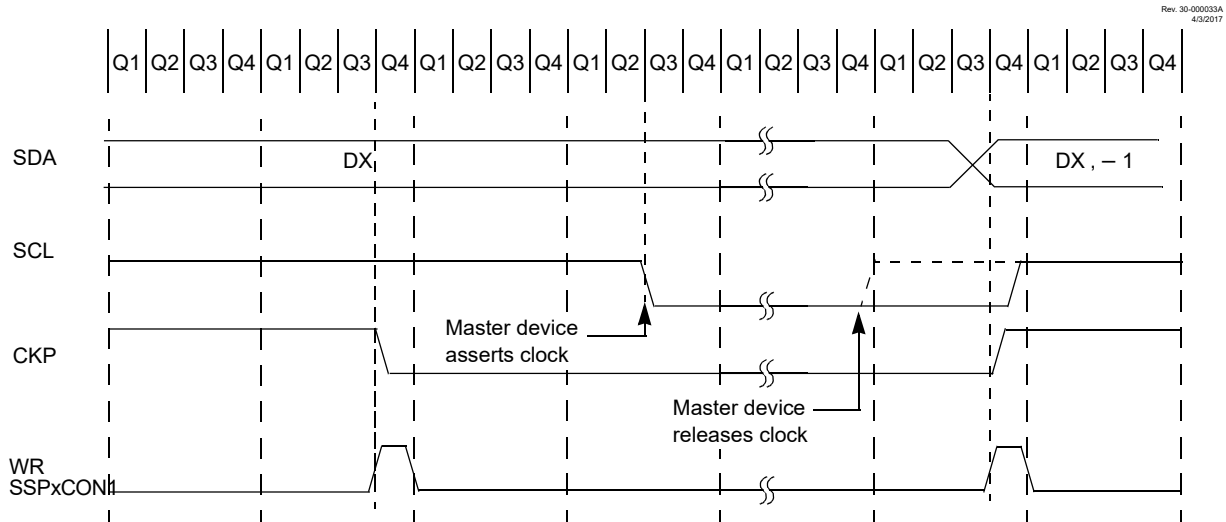 Rev. 30-000033A
4/3/2017
Q1 Q2 Q3 Q4 Q1 Q2 Q3 Q4 Q1 Q2 Q3 Q4 Q1 Q2 Q3 Q4 Q1 Q2 Q3 Q4 Q1 Q2 Q3 Q4 Q1 Q2 Q3 Q4
SDA
DX
DX , – 1
SCL
Master device
asserts clock
CKP
Master device
releases clock
WR
SSPxCON1